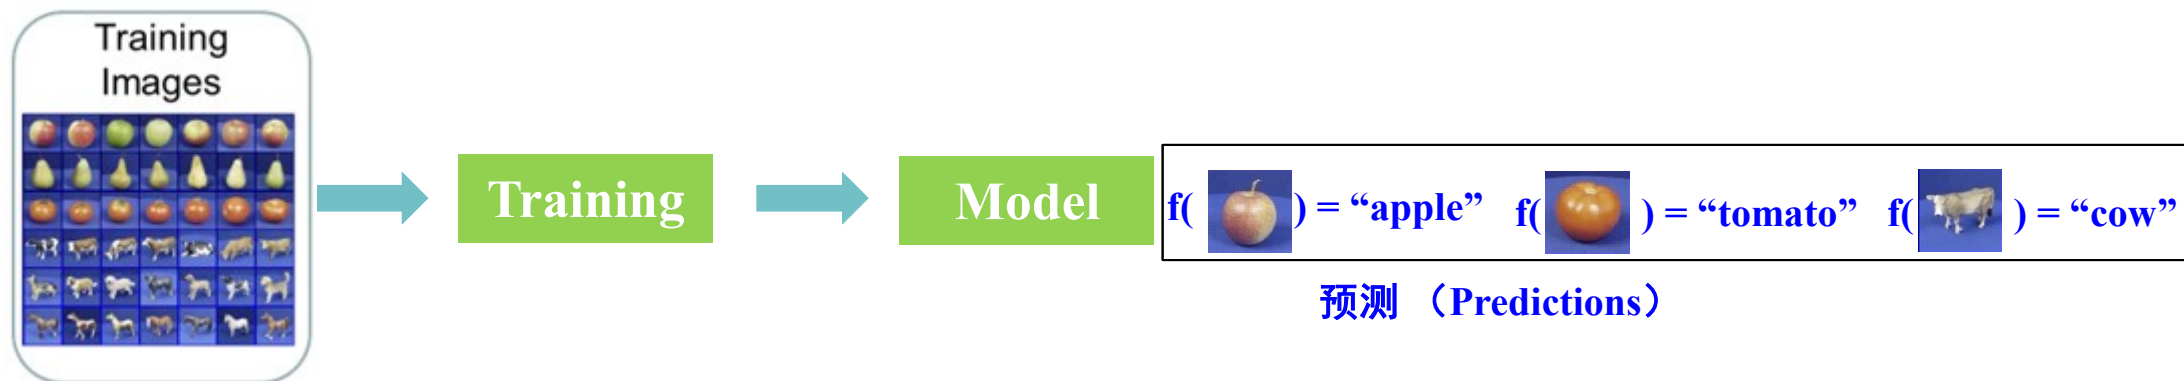 Training
Images
Training
Model
f( ) = “apple” f( ) = “tomato” f( ) = “cow”
预测 （Predictions）